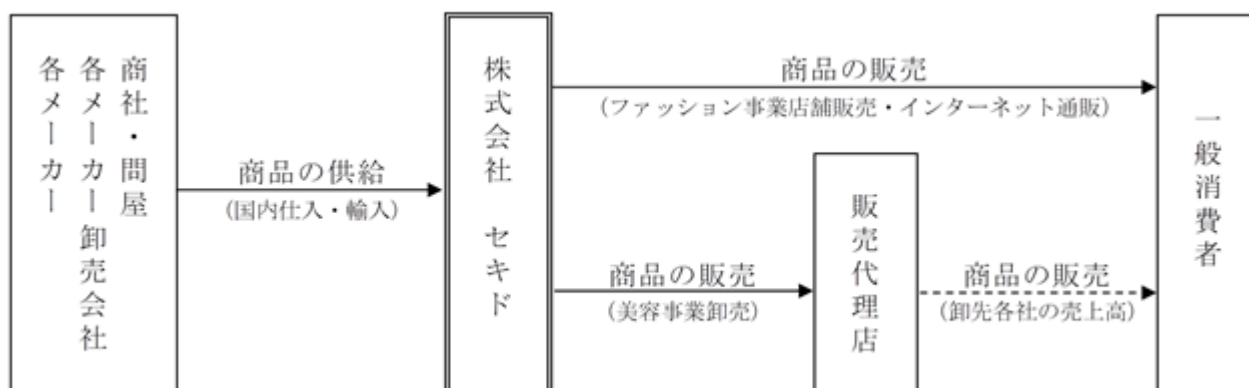 商社・問屋
各メーカー卸売会社
各メーカー
商品の供給
(国内仕入・輸入)
株式会社 セキド
商品の販売
(ファッション事業店舗販売・インターネット通販)
商品の販売
(美容事業卸売)
販売代理店
商品の販売
(卸先各社の売上高)
一般消費者